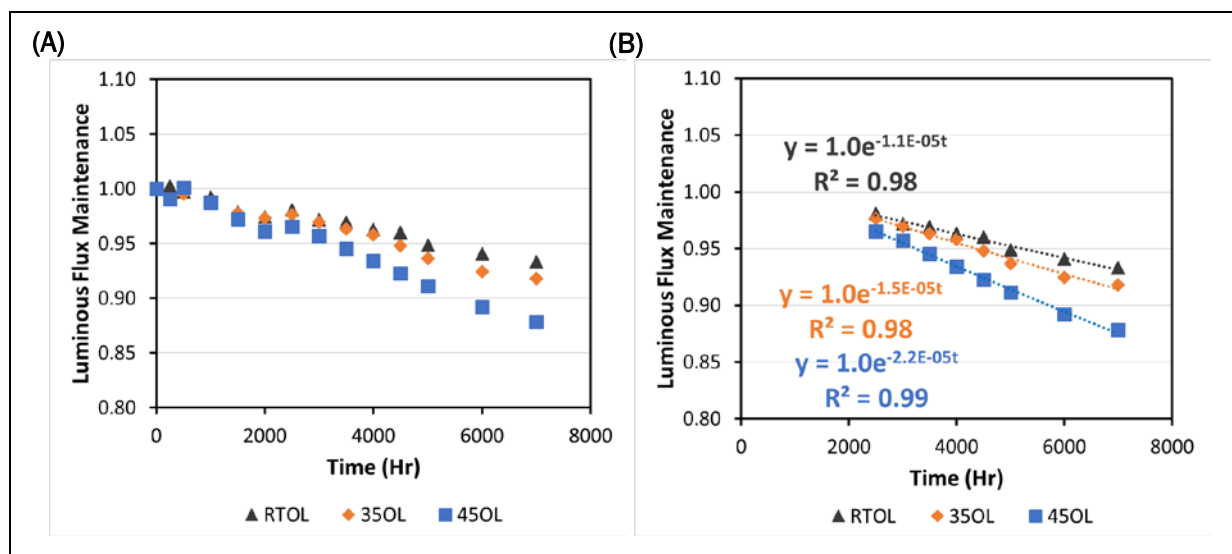 (A)
1.10
1.05
1.00
0.95
0.90
0.85
0.80
Luminous Flux Maintenance
0 2000 4000 6000 8000
Time (Hr)
RTOL 35OL 45OL
(B)
1.10
1.05
1.00
0.95
0.90
0.85
0.80
Luminous Flux Maintenance
y = 1.0e^-1.1E-05t
R² = 0.98
y = 1.0e^-1.5E-05t
R² = 0.98
y = 1.0e^-2.2E-05t
R² = 0.99
0 2000 4000 6000 8000
Time (Hr)
RTOL 35OL 45OL